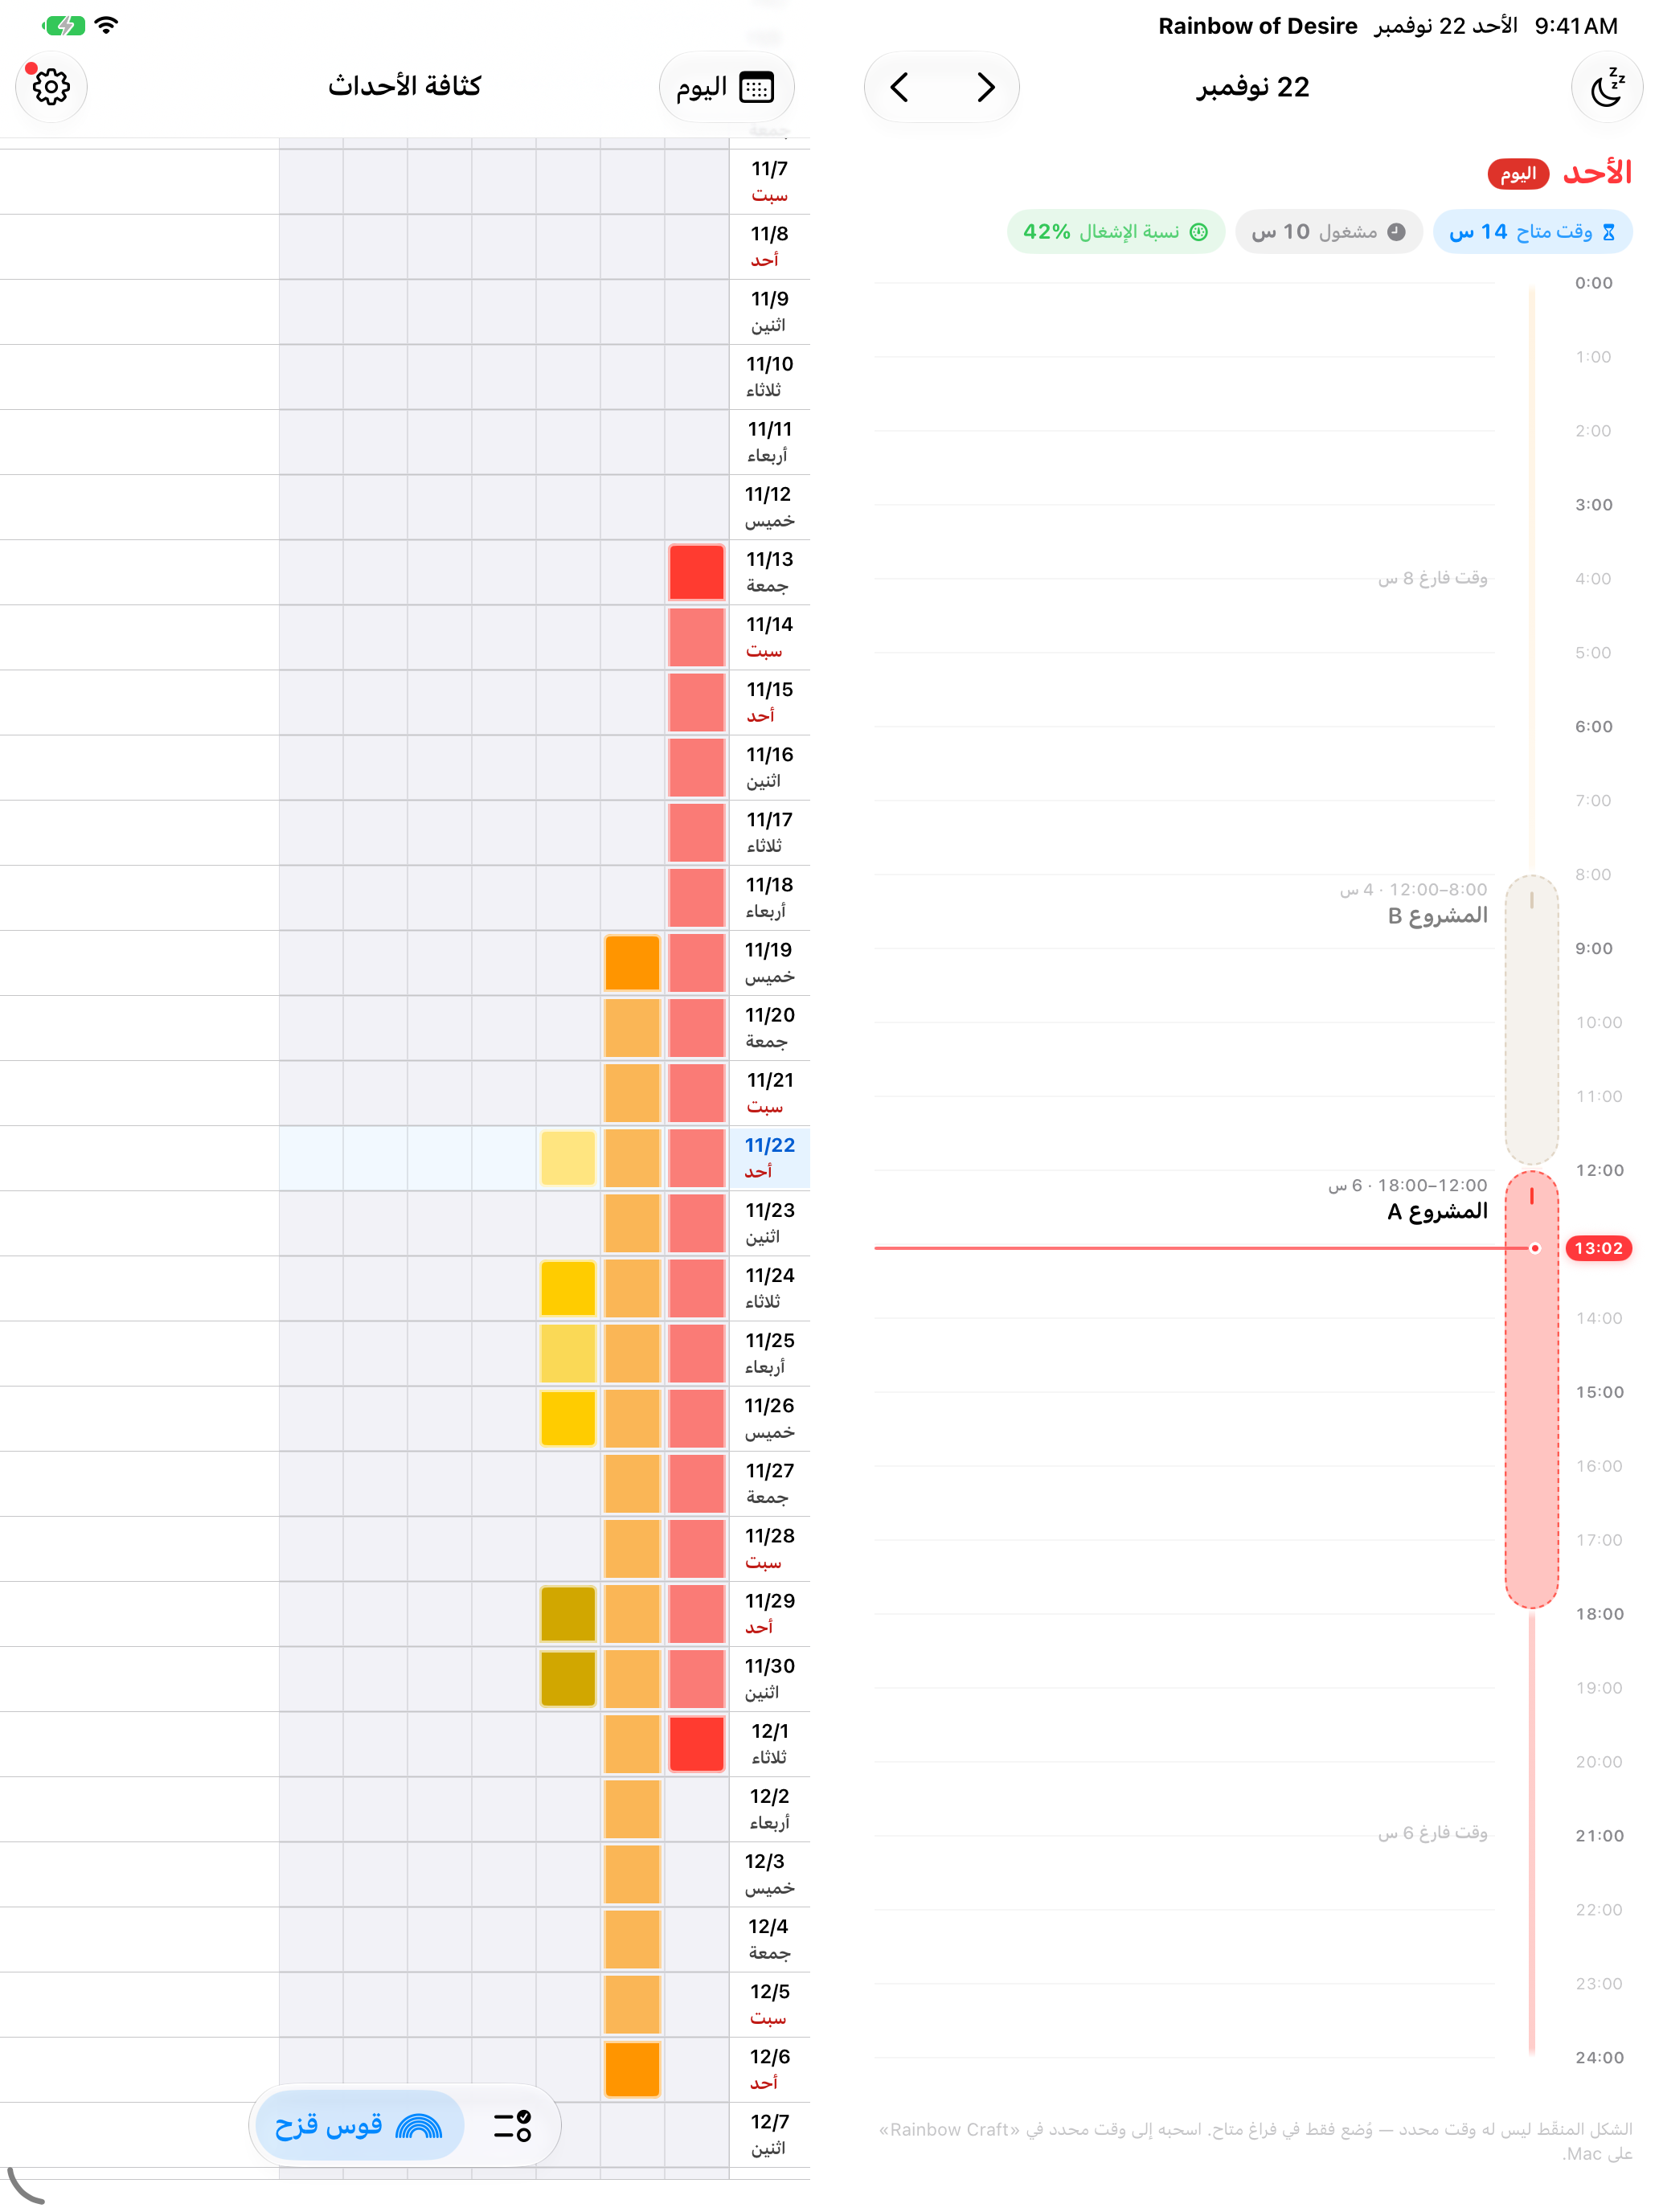 9:41 AM الأحد 22 نوفمبر Rainbow of Desire
22 نوفمبر
الأحد اليوم
وقت متاح 14 س
مشغول 10 س
نسبة الإشغال 42%
0:00
1:00
2:00
3:00
4:00
وقت فارغ 8 س
5:00
6:00
7:00
8:00
8:00–12:00 · 4 س
المشروع B
9:00
10:00
11:00
12:00
12:00–18:00 · 6 س
المشروع A
13:02
14:00
15:00
16:00
17:00
18:00
19:00
20:00
21:00
وقت فارغ 6 س
22:00
23:00
24:00
الشكل المنقّط ليس له وقت محدد — وُضع فقط في فراغ متاح. اسحبه إلى وقت محدد في «Rainbow Craft»
على Mac.
اليوم
كثافة الأحداث
جمعة
11/7
سبت
11/8
أحد
11/9
اثنين
11/10
ثلاثاء
11/11
أربعاء
11/12
خميس
11/13
جمعة
11/14
سبت
11/15
أحد
11/16
اثنين
11/17
ثلاثاء
11/18
أربعاء
11/19
خميس
11/20
جمعة
11/21
سبت
11/22
أحد
11/23
اثنين
11/24
ثلاثاء
11/25
أربعاء
11/26
خميس
11/27
جمعة
11/28
سبت
11/29
أحد
11/30
اثنين
12/1
ثلاثاء
12/2
أربعاء
12/3
خميس
12/4
جمعة
12/5
سبت
12/6
أحد
12/7
اثنين
قوس قزح